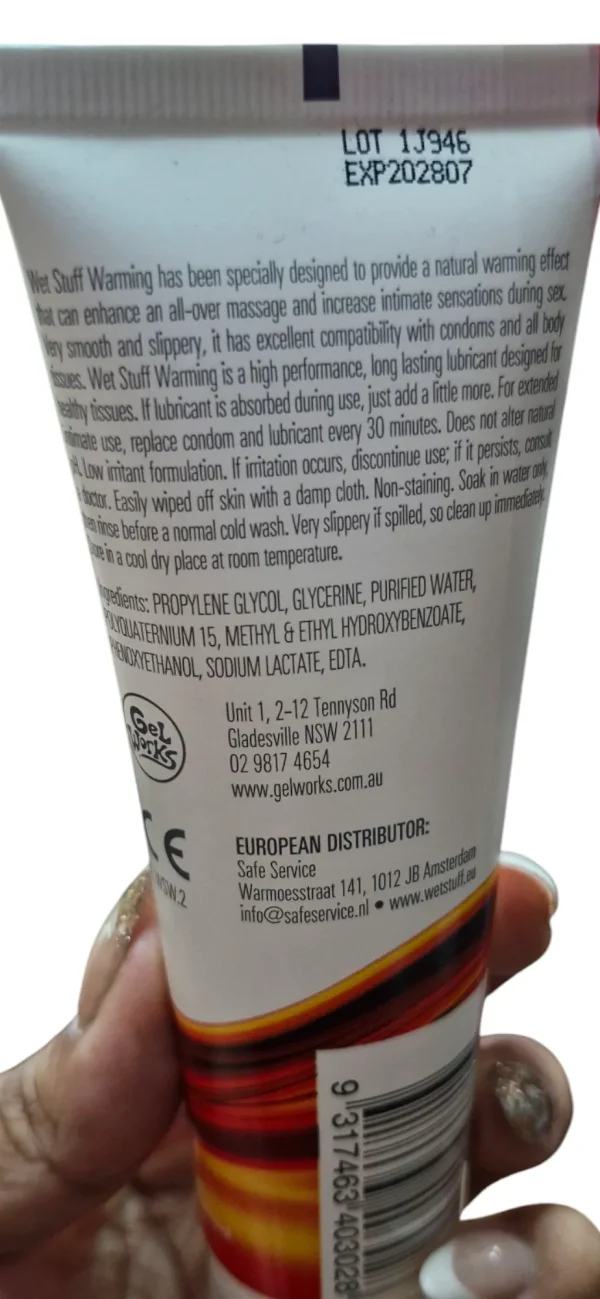 LOT 1J946
EXP202807
Wet Stuff Warming has been specially designed to provide a natural warming effect
that can enhance an all-over massage and increase intimate sensations during sex.
Very smooth and slippery, it has excellent compatibility with condoms and all body
tissues. Wet Stuff Warming is a high performance, long lasting lubricant designed for
healthy tissues. If lubricant is absorbed during use, just add a little more. For extended
intimate use, replace condom and lubricant every 30 minutes. Does not alter natural
Low irritant formulation. If irritation occurs, discontinue use; if it persists, consult
doctor. Easily wiped off skin with a damp cloth. Non-staining. Soak in water only,
rinse before a normal cold wash. Very slippery if spilled, so clean up immediately.
in a cool dry place at room temperature.
Ingredients: PROPYLENE GLYCOL, GLYCERINE, PURIFIED WATER,
POLYQUATERNIUM 15, METHYL & ETHYL HYDROXYBENZOATE,
PHENOXYETHANOL, SODIUM LACTATE, EDTA.
GEL
WORKS
Unit 1, 2-12 Tennyson Rd
Gladesville NSW 2111
02 9817 4654
www.gelworks.com.au
CE
WSW.2
EUROPEAN DISTRIBUTOR:
Safe Service
Warmoesstraat 141, 1012 JB Amsterdam
info@safeservice.nl • www.wetstuff.eu
9 317463 403028